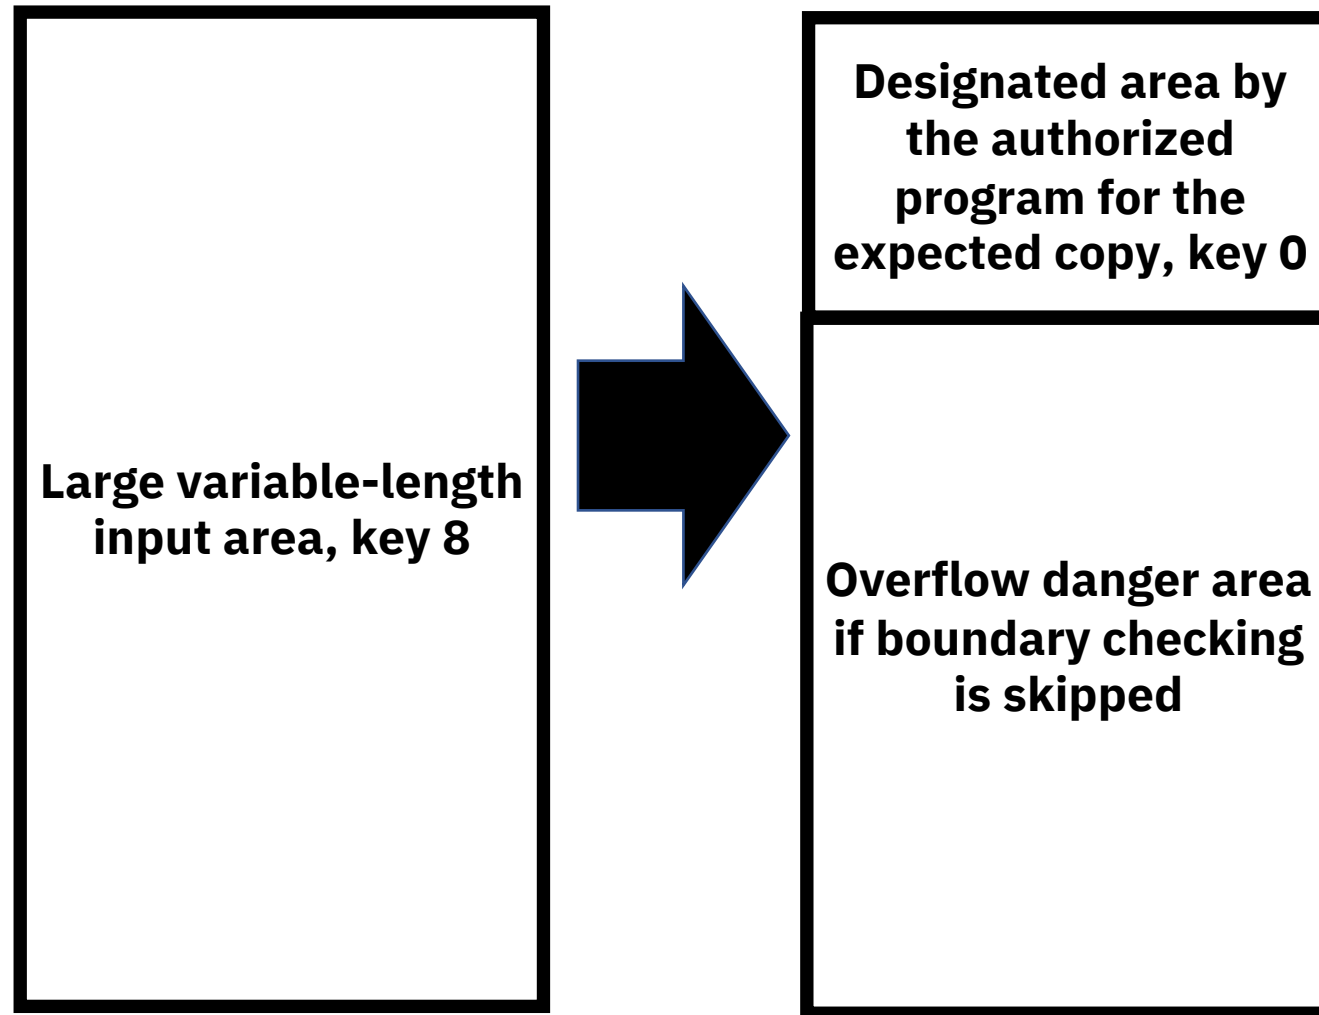 Large variable-length
input area, key 8
Designated area by
the authorized
program for the
expected copy, key 0
Overflow danger area
if boundary checking
is skipped